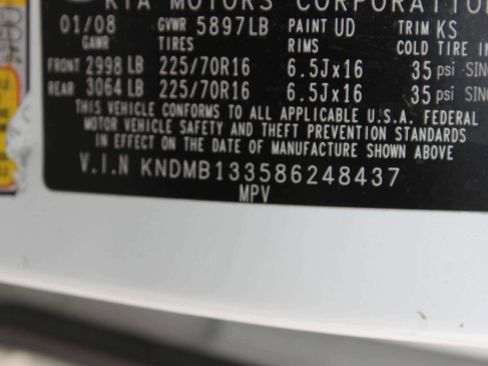 KIA MOTORS CORPORATION
01/08 GVWR 5897LB PAINT UD TRIM KS
GAWR TIRES RIMS COLD TIRE
FRONT 2998 LB 225/70R16 6.5Jx16 35 psi
REAR 3064 LB 225/70R16 6.5Jx16 35 psi
THIS VEHICLE CONFORMS TO ALL APPLICABLE U.S.A. FEDERAL
MOTOR VEHICLE SAFETY AND THEFT PREVENTION STANDARDS
IN EFFECT ON THE DATE OF MANUFACTURE SHOWN ABOVE
V.I.N KNDMB133586248437
MPV